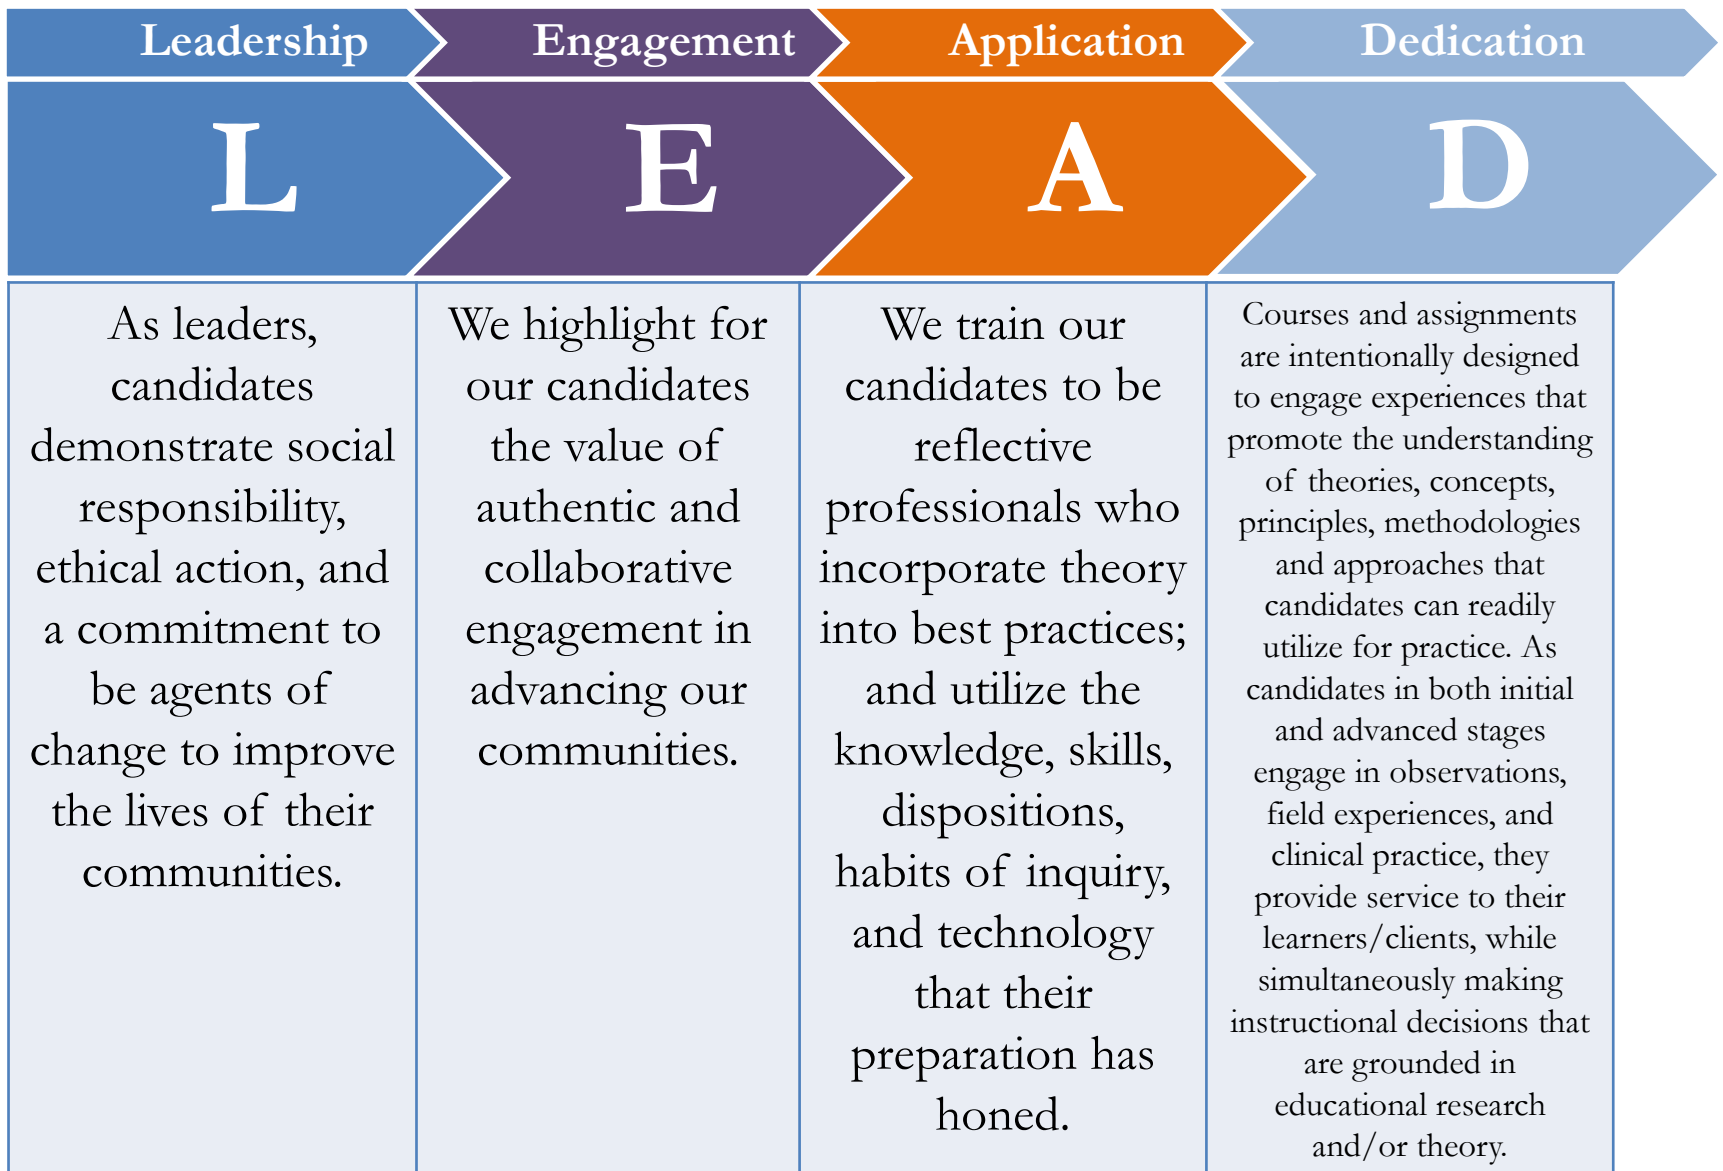 Leadership
Engagement
Application
Dedication
L
E
A
D
As leaders,
candidates
demonstrate social
responsibility,
ethical action, and
a commitment to
be agents of
change to improve
the lives of their
communities.
We highlight for
our candidates
the value of
authentic and
collaborative
engagement in
advancing our
communities.
We train our
candidates to be
reflective
professionals who
incorporate theory
into best practices;
and utilize the
knowledge, skills,
dispositions,
habits of inquiry,
and technology
that their
preparation has
honed.
Courses and assignments
are intentionally designed
to engage experiences that
promote the understanding
of theories, concepts,
principles, methodologies
and approaches that
candidates can readily
utilize for practice. As
candidates in both initial
and advanced stages
engage in observations,
field experiences, and
clinical practice, they
provide service to their
learners/clients, while
simultaneously making
instructional decisions that
are grounded in
educational research
and/or theory.